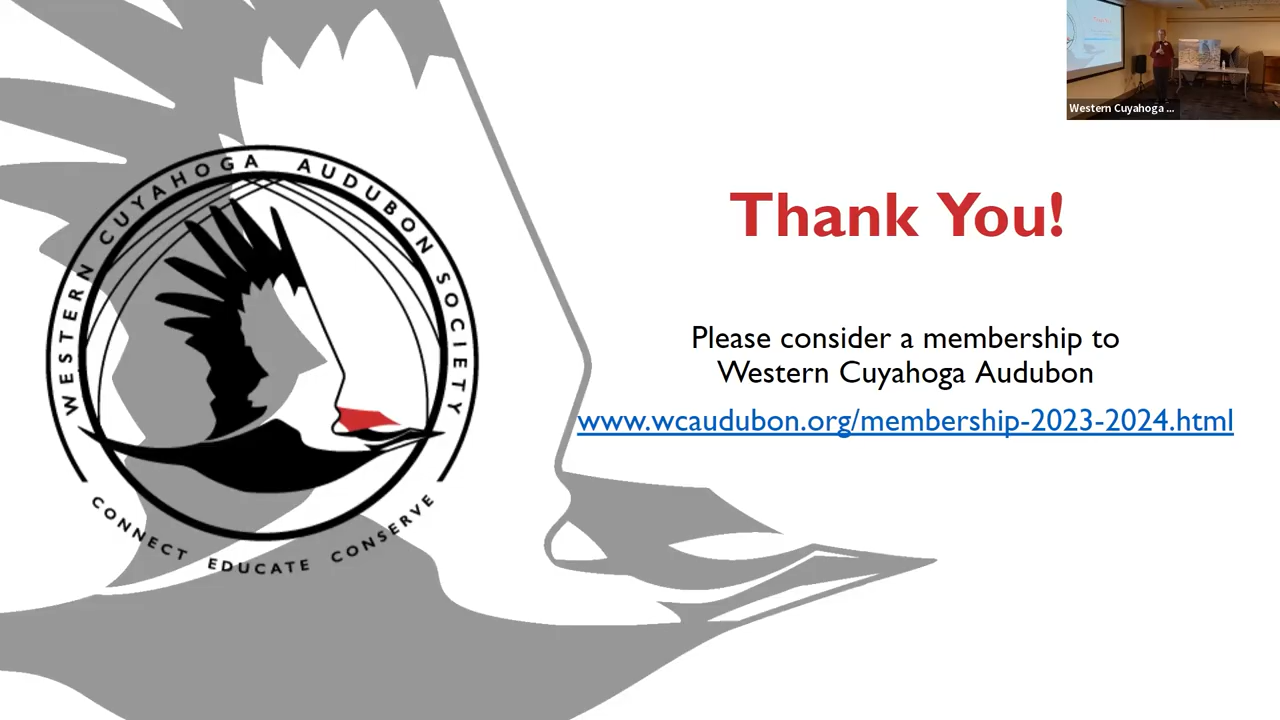 Western Cuyahoga ...
WESTERN CUYAHOGA AUDUBON SOCIETY
CONNECT EDUCATE CONSERVE
Thank You!
Please consider a membership to
Western Cuyahoga Audubon
www.wcaudubon.org/membership-2023-2024.html